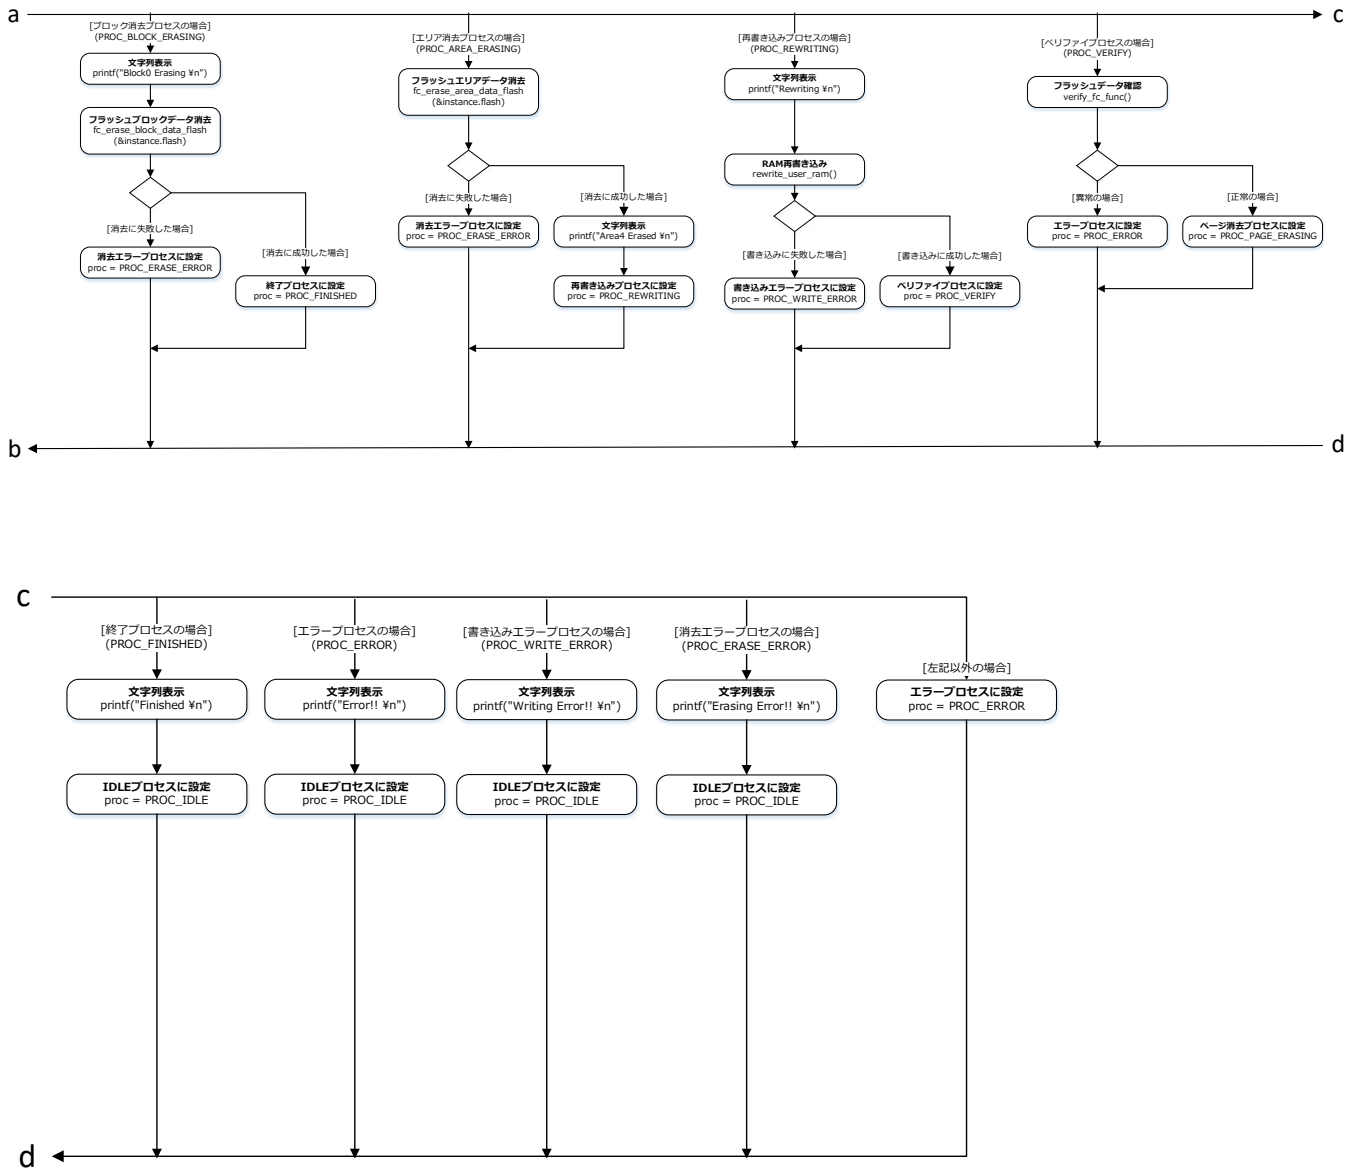 a
c
[ブロック消去プロセスの場合]
(PROC_BLOCK_ERASING)
文字列表示
printf("Block0 Erasing ¥n")
フラッシュブロックデータ消去
fc_erase_block_data_flash
(&instance.flash)
[消去に失敗した場合]
消去エラープロセスに設定
proc = PROC_ERASE_ERROR
[消去に成功した場合]
終了プロセスに設定
proc = PROC_FINISHED
[エリア消去プロセスの場合]
(PROC_AREA_ERASING)
フラッシュエリアデータ消去
fc_erase_area_data_flash
(&instance.flash)
[消去に失敗した場合]
消去エラープロセスに設定
proc = PROC_ERASE_ERROR
[消去に成功した場合]
文字列表示
printf("Area4 Erased ¥n")
再書き込みプロセスに設定
proc = PROC_REWRITING
[再書き込みプロセスの場合]
(PROC_REWRITING)
文字列表示
printf("Rewriting ¥n")
RAM再書き込み
rewrite_user_ram()
[書き込みに失敗した場合]
書き込みエラープロセスに設定
proc = PROC_WRITE_ERROR
[書き込みに成功した場合]
ベリファイプロセスに設定
proc = PROC_VERIFY
[ベリファイプロセスの場合]
(PROC_VERIFY)
フラッシュデータ確認
verify_fc_func()
[異常の場合]
エラープロセスに設定
proc = PROC_ERROR
[正常の場合]
ページ消去プロセスに設定
proc = PROC_PAGE_ERASING
b
d
c
[終了プロセスの場合]
(PROC_FINISHED)
文字列表示
printf("Finished ¥n")
IDLEプロセスに設定
proc = PROC_IDLE
[エラープロセスの場合]
(PROC_ERROR)
文字列表示
printf("Error!! ¥n")
IDLEプロセスに設定
proc = PROC_IDLE
[書き込みエラープロセスの場合]
(PROC_WRITE_ERROR)
文字列表示
printf("Writing Error!! ¥n")
IDLEプロセスに設定
proc = PROC_IDLE
[消去エラープロセスの場合]
(PROC_ERASE_ERROR)
文字列表示
printf("Erasing Error!! ¥n")
IDLEプロセスに設定
proc = PROC_IDLE
[左記以外の場合]
エラープロセスに設定
proc = PROC_ERROR
d